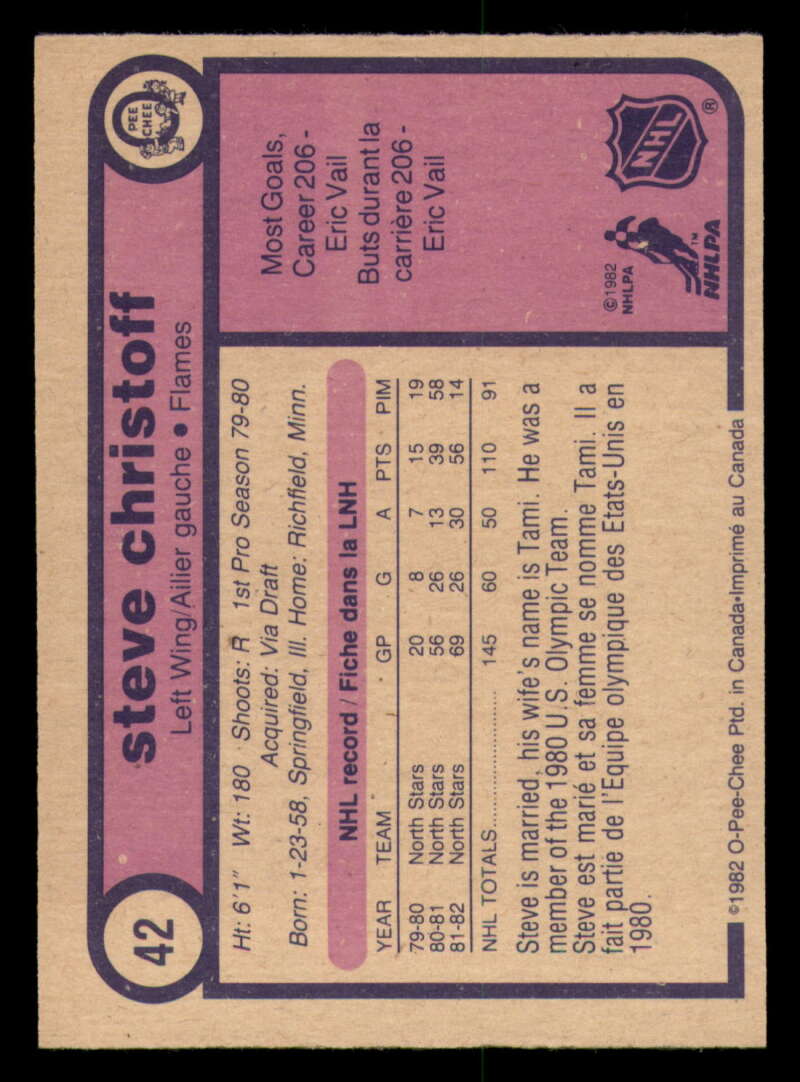 42
steve christoff
Left Wing/Ailier gauche • Flames
O
PEE
CHEE
Ht: 6'1" Wt: 180 Shoots: R 1st Pro Season 79-80
Acquired: Via Draft
Born: 1-23-58, Springfield, Ill. Home: Richfield, Minn.
NHL record / Fiche dans la LNH
YEAR TEAM GP G A PTS PIM
79-80 North Stars 20 8 7 15 19
80-81 North Stars 56 26 13 39 58
81-82 North Stars 69 26 30 56 14
NHL TOTALS 145 60 50 110 91
Steve is married, his wife's name is Tami. He was a
member of the 1980 U.S. Olympic Team.
Steve est marié et sa femme se nomme Tami. Il a
fait partie de l'Equipe olympique des Etats-Unis en
1980.
Most Goals,
Career 206 -
Eric Vail
Buts durant la
carrière 206 -
Eric Vail
©1982
NHLPA
NHLPA
™
NHL
®
©1982 O-Pee-Chee Ptd. in Canada•Imprimé au Canada